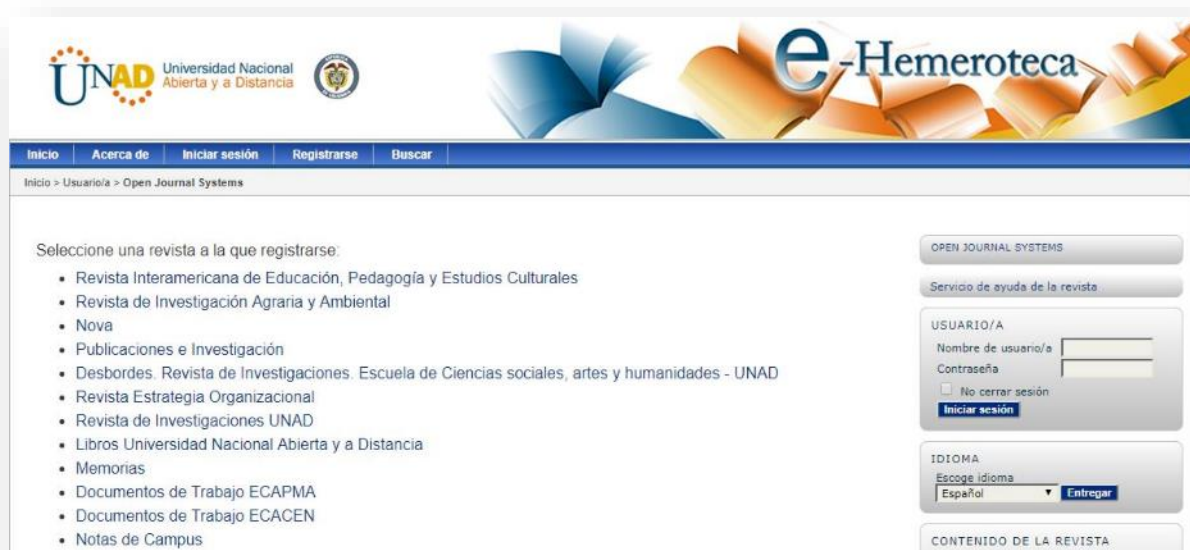 UNAD Universidad Nacional
Abierta y a Distancia
e-Hemeroteca
Inicio Acerca de Iniciar sesión Registrarse Buscar
Inicio > Usuario/a > Open Journal Systems
Seleccione una revista a la que registrarse:
• Revista Interamericana de Educación, Pedagogía y Estudios Culturales
• Revista de Investigación Agraria y Ambiental
• Nova
• Publicaciones e Investigación
• Desbordes. Revista de Investigaciones. Escuela de Ciencias sociales, artes y humanidades - UNAD
• Revista Estrategia Organizacional
• Revista de Investigaciones UNAD
• Libros Universidad Nacional Abierta y a Distancia
• Memorias
• Documentos de Trabajo ECAPMA
• Documentos de Trabajo ECACEN
• Notas de Campus
OPEN JOURNAL SYSTEMS
Servicio de ayuda de la revista
USUARIO/A
Nombre de usuario/a
Contraseña
No cerrar sesión
Iniciar sesión
IDIOMA
Escoge idioma
Español Entregar
CONTENIDO DE LA REVISTA